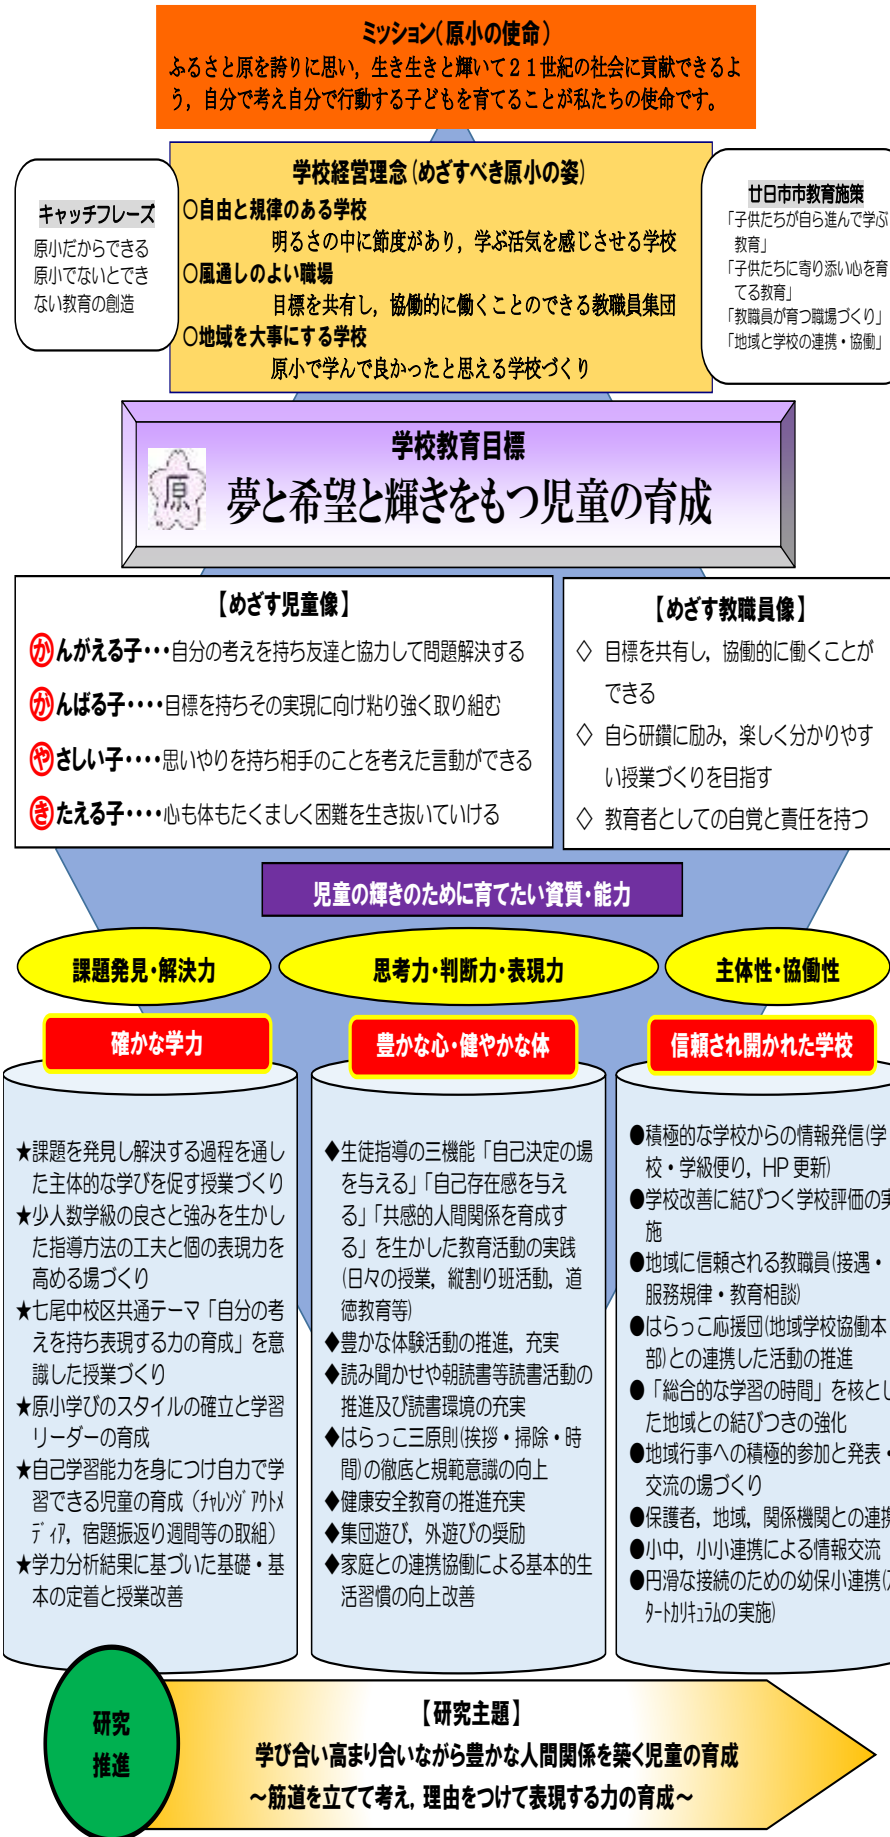 ミッション(原小の使命)
ふるさと原を誇りに思い，生き生きと輝いて２１世紀の社会に貢献できるよ
う，自分で考え自分で行動する子どもを育てることが私たちの使命です。
学校経営理念(めざすべき原小の姿)
○自由と規律のある学校
明るさの中に節度があり，学ぶ活気を感じさせる学校
○風通しのよい職場
目標を共有し，協働的に働くことのできる教職員集団
○地域を大事にする学校
原小で学んで良かったと思える学校づくり
キャッチフレーズ
原小だからできる
原小でないとでき
ない教育の創造
廿日市市教育施策
「子供たちが自ら進んで学ぶ
教育」
「子供たちに寄り添い心を育
てる教育」
「教職員が育つ職場づくり」
「地域と学校の連携・協働」
学校教育目標
原
夢と希望と輝きをもつ児童の育成
【めざす児童像】
かんがえる子・・・自分の考えを持ち友達と協力して問題解決する
がんばる子・・・・目標を持ちその実現に向け粘り強く取り組む
やさしい子・・・・思いやりを持ち相手のことを考えた言動ができる
きたえる子・・・・心も体もたくましく困難を生き抜いていける
【めざす教職員像】
◇ 目標を共有し，協働的に働くことが
できる
◇ 自ら研鑽に励み，楽しく分かりやす
い授業づくりを目指す
◇ 教育者としての自覚と責任を持つ
児童の輝きのために育てたい資質・能力
課題発見・解決力
思考力・判断力・表現力
主体性・協働性
確かな学力
★課題を発見し解決する過程を通し
た主体的な学びを促す授業づくり
★少人数学級の良さと強みを生かし
た指導方法の工夫と個の表現力を
高める場づくり
★七尾中校区共通テーマ「自分の考
えを持ち表現する力の育成」を意
識した授業づくり
★原小学びのスタイルの確立と学習
リーダーの育成
★自己学習能力を身につけ自力で学
習できる児童の育成（ﾁｬﾚﾝｼﾞｱｳﾄﾒ
ﾃﾞｨｱ，宿題振返り週間等の取組）
★学力分析結果に基づいた基礎・基
本の定着と授業改善
豊かな心・健やかな体
◆生徒指導の三機能「自己決定の場
を与える」「自己存在感を与え
る」「共感的人間関係を育成す
る」を生かした教育活動の実践
(日々の授業，縦割り班活動，道
徳教育等)
◆豊かな体験活動の推進，充実
◆読み聞かせや朝読書等読書活動の
推進及び読書環境の充実
◆はらっこ三原則(挨拶・掃除・時
間)の徹底と規範意識の向上
◆健康安全教育の推進充実
◆集団遊び，外遊びの奨励
◆家庭との連携協働による基本的生
活習慣の向上改善
信頼され開かれた学校
●積極的な学校からの情報発信(学
校・学級便り，HP 更新)
●学校改善に結びつく学校評価の実
施
●地域に信頼される教職員(接遇・
服務規律・教育相談)
●はらっこ応援団(地域学校協働本
部)との連携した活動の推進
●「総合的な学習の時間」を核とし
た地域との結びつきの強化
●地域行事への積極的参加と発表・
交流の場づくり
●保護者，地域，関係機関との連携
●小中，小小連携による情報交流
●円滑な接続のための幼保小連携(
ﾀｰﾄｶﾘｷｭﾗﾑの実施)
研究
推進
【研究主題】
学び合い高まり合いながら豊かな人間関係を築く児童の育成
～筋道を立てて考え，理由をつけて表現する力の育成～